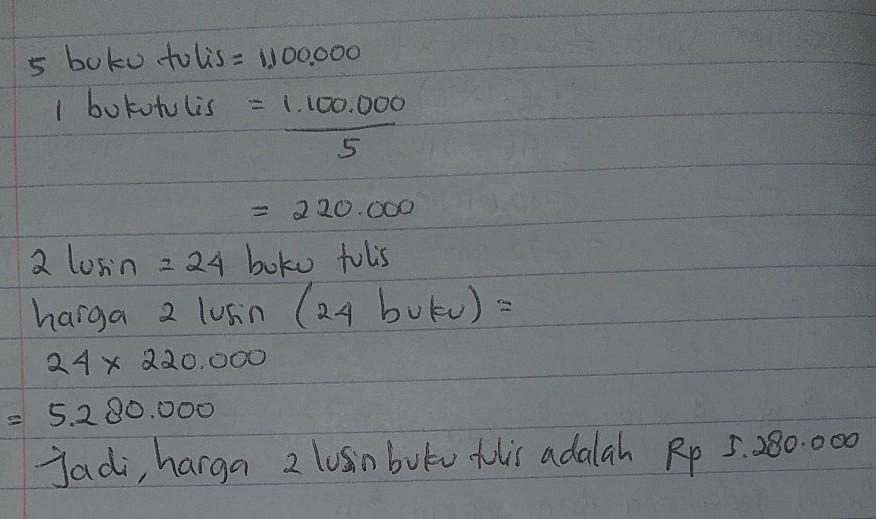 5 buku tulis = 1.100.000
1 bukutulis = 1.100.000
5
= 220.000
2 lusin = 24 buku tulis
harga 2 lusin (24 buku) =
24 x 220.000
= 5.280.000
Jadi, harga 2 lusin buku tulis adalah Rp 5.280.000